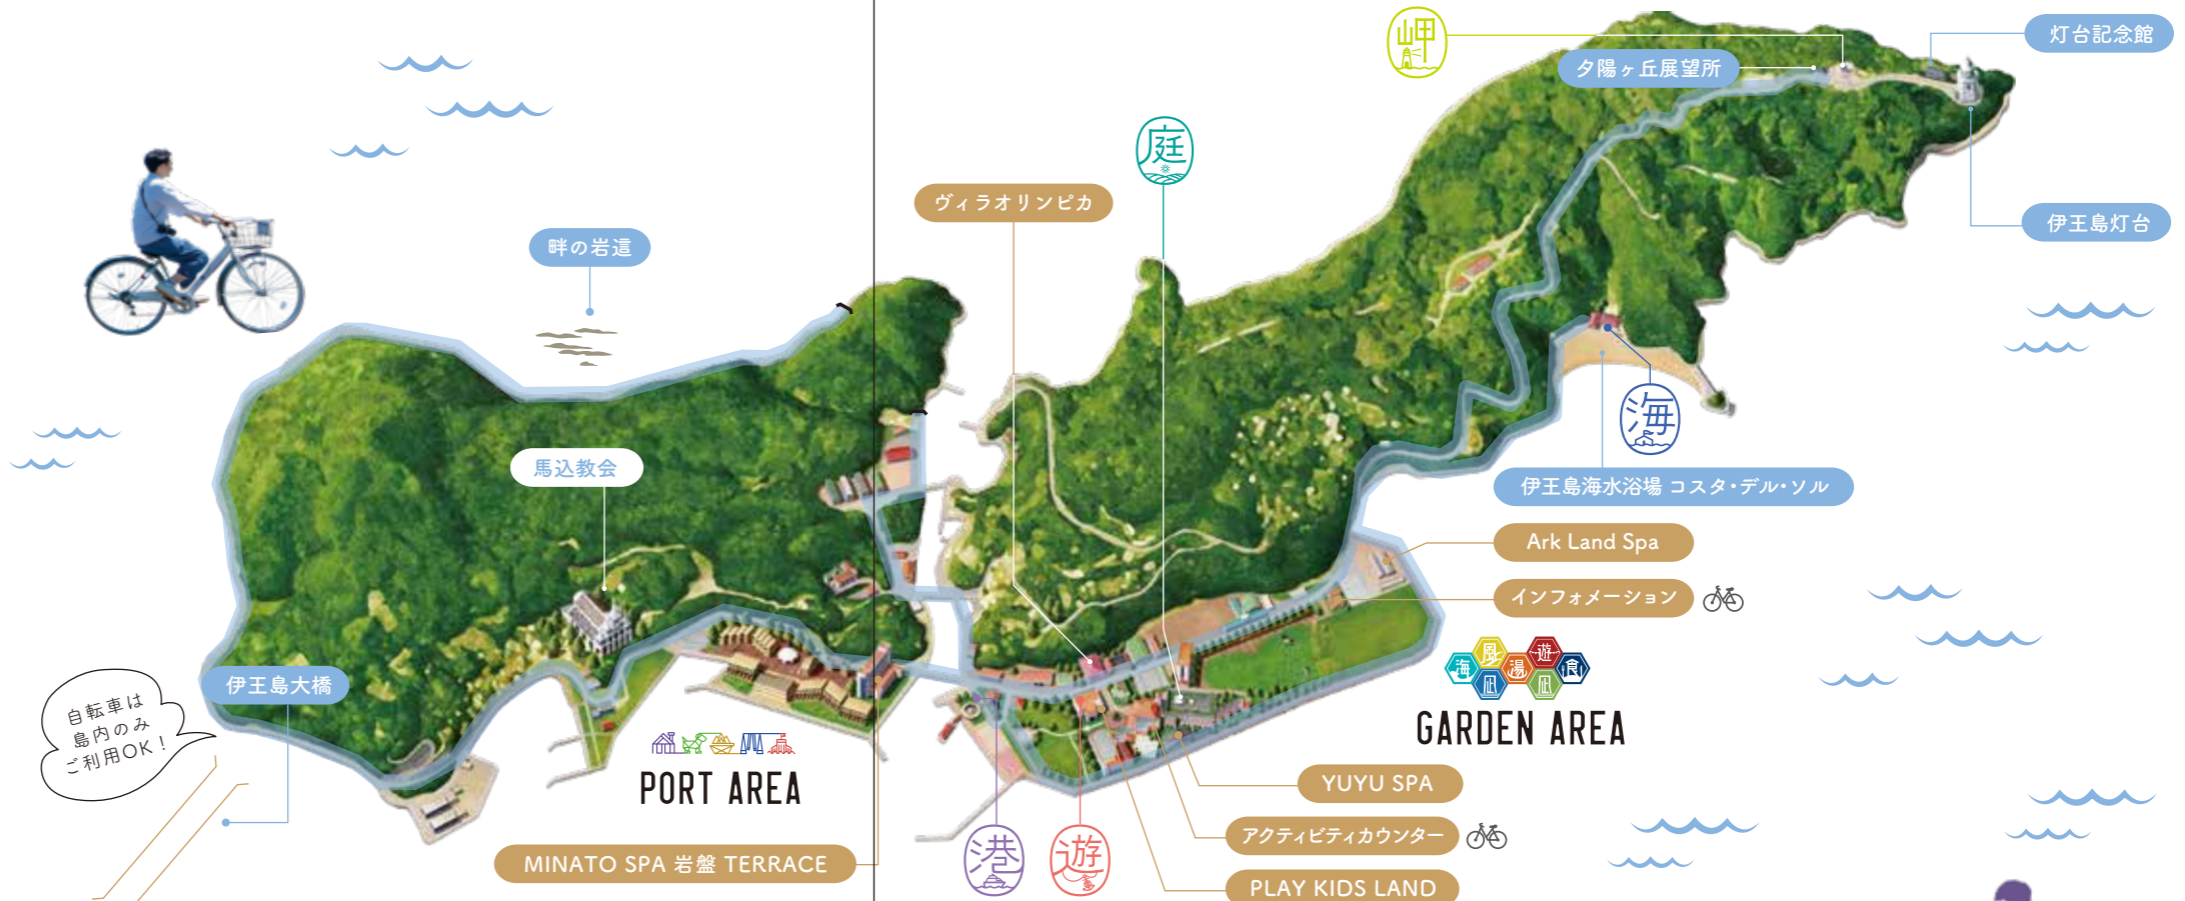 岬
灯台記念館
夕陽ヶ丘展望所
庭
ヴィラオリンピカ
伊王島灯台
畔の岩這
海
馬込教会
伊王島海水浴場 コスタ・デル・ソル
Ark Land Spa
インフォメーション
海
風
凪
湯
遊
凪
食
GARDEN AREA
伊王島大橋
自転車は
島内のみ
ご利用OK！
PORT AREA
YUYU SPA
アクティビティカウンター
MINATO SPA 岩盤 TERRACE
港
遊
PLAY KIDS LAND